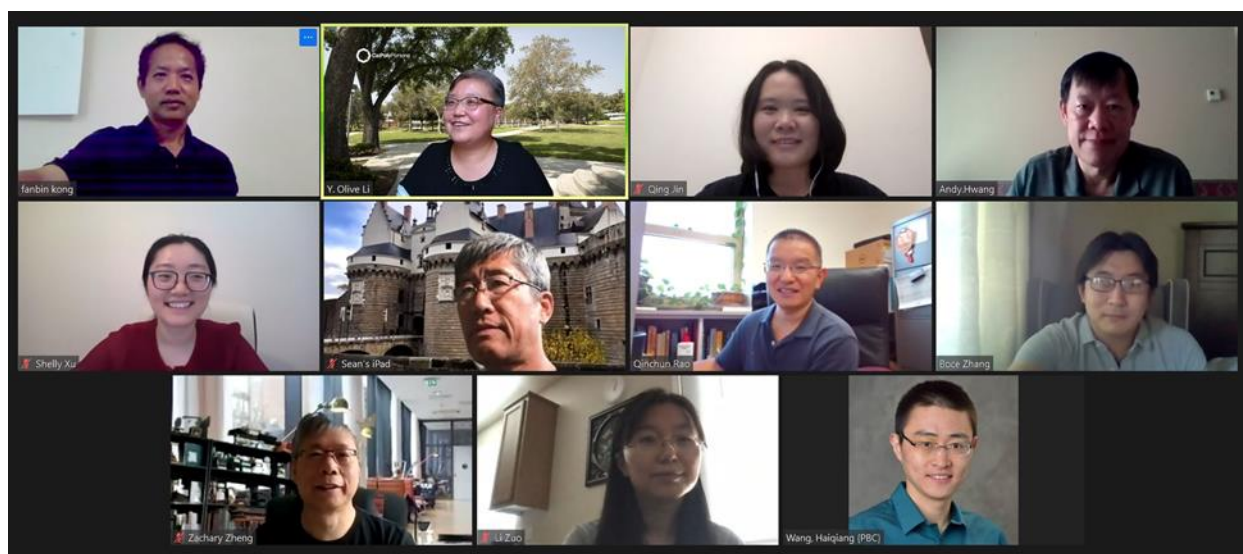 fanbin kong
CalPolyPomona
Y. Olive Li
Qing Jin
Andy.Hwang
Shelly Xu
Sean's iPad
Qinchun Rao
Boce Zhang
Zachary Zheng
Li Zuo
Wang, Haiqiang (PBC)